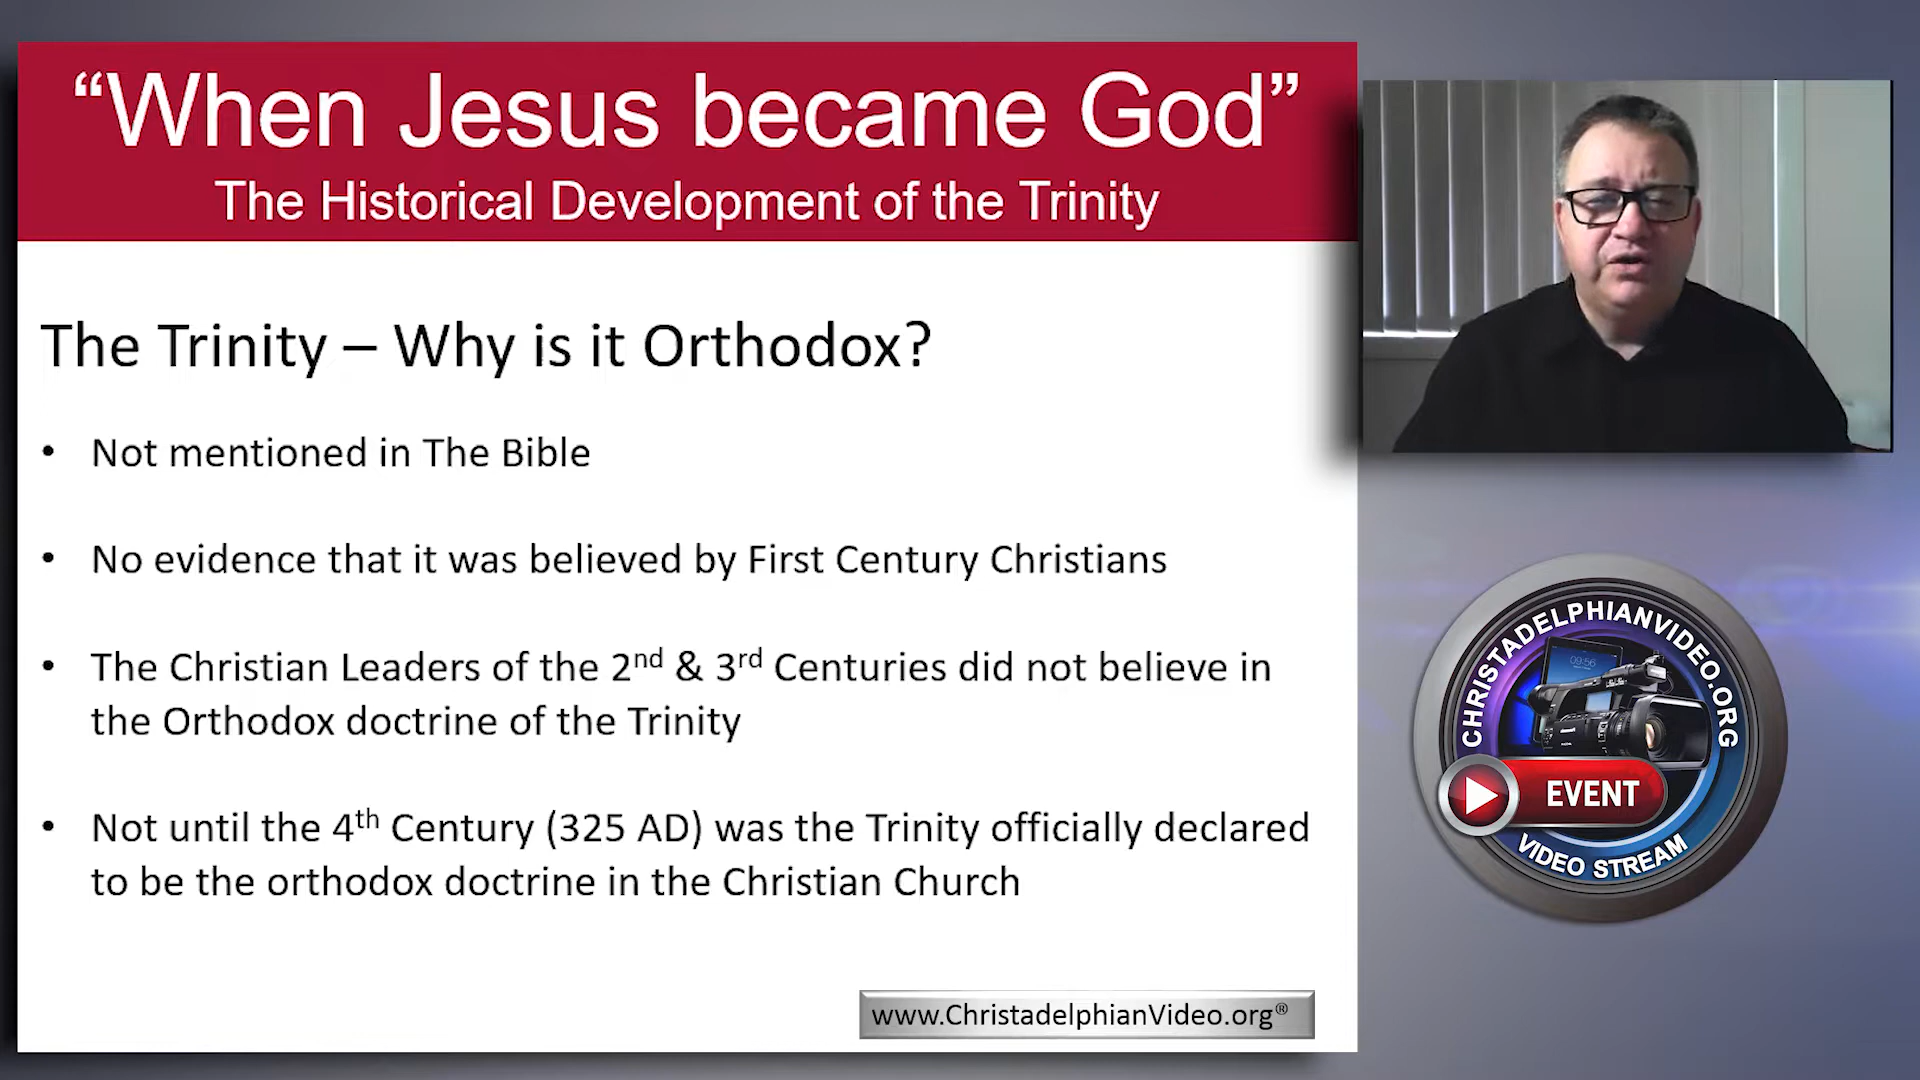 “When Jesus became God”
The Historical Development of the Trinity
The Trinity – Why is it Orthodox?
• Not mentioned in The Bible
• No evidence that it was believed by First Century Christians
• The Christian Leaders of the 2nd & 3rd Centuries did not believe in
the Orthodox doctrine of the Trinity
• Not until the 4th Century (325 AD) was the Trinity officially declared
to be the orthodox doctrine in the Christian Church
www.ChristadelphianVideo.org®
CHRISTADELPHIANVIDEO.ORG
09:56
EVENT
VIDEO STREAM